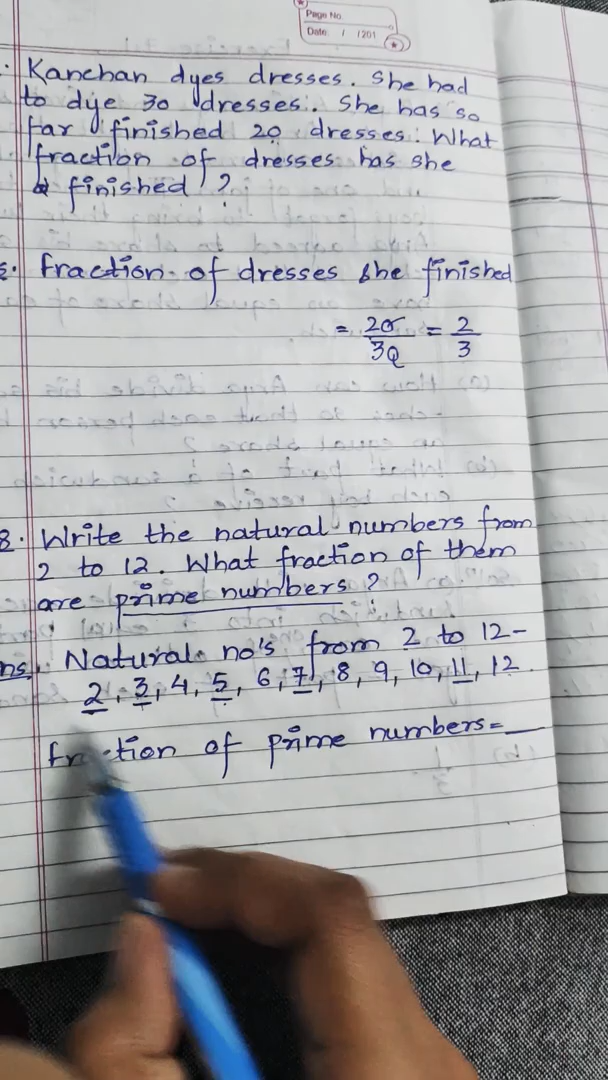 Page No.
Date: / /201
Kanchan dyes dresses. She had
to dye 30 dresses. She has so
far finished 20 dresses. What
fraction of dresses has she
finished ?
s. Fraction of dresses she finished
= 20/30 = 2/3
8. Write the natural numbers from
2 to 12. What fraction of them
are prime numbers ?
ns. Natural no's from 2 to 12-
2, 3, 4, 5, 6, 7, 8, 9, 10, 11, 12.
of prime numbers =